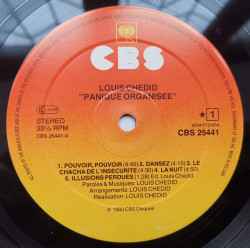 CBS
LOUIS CHEDID
"PANIQUE ORGANISEE"
STEREO
33⅓ RPM
CBS 25441-A
1
CBS 25441
1. POUVOIR, POUVOIR (4:40) 2. DANSEZ (4:15) 3. LE
CHACHA DE L'INSECURITE (4:30) 4. LA NUIT (4:50)
5. ILLUSIONS PERDUES (1:28) Ed. Louis Chedid
Paroles & Musiques: LOUIS CHEDID
Arrangements: LOUIS CHEDID
Réalisation: LOUIS CHEDID
℗ 1983 CBS Disques